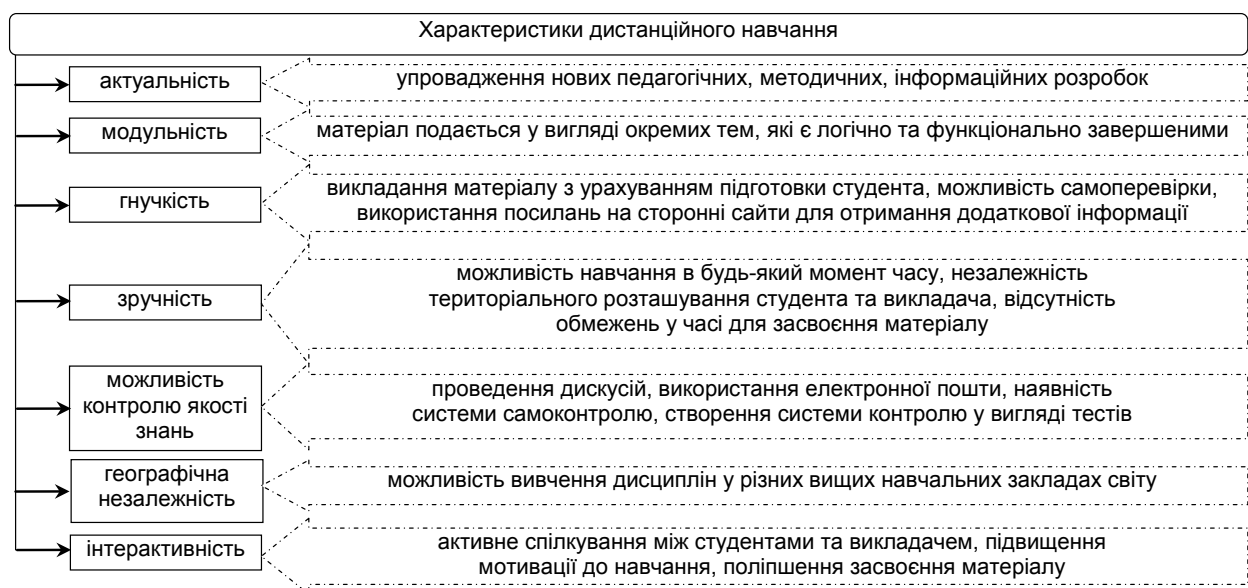 Характеристики дистанційного навчання
актуальність
упровадження нових педагогічних, методичних, інформаційних розробок
модульність
матеріал подається у вигляді окремих тем, які є логічно та функціонально завершеними
гнучкість
викладання матеріалу з урахуванням підготовки студента, можливість самоперевірки,
використання посилань на сторонні сайти для отримання додаткової інформації
зручність
можливість навчання в будь-який момент часу, незалежність
територіального розташування студента та викладача, відсутність
обмежень у часі для засвоєння матеріалу
можливість
контролю якості
знань
проведення дискусій, використання електронної пошти, наявність
системи самоконтролю, створення системи контролю у вигляді тестів
географічна
незалежність
можливість вивчення дисциплін у різних вищих навчальних закладах світу
інтерактивність
активне спілкування між студентами та викладачем, підвищення
мотивації до навчання, поліпшення засвоєння матеріалу